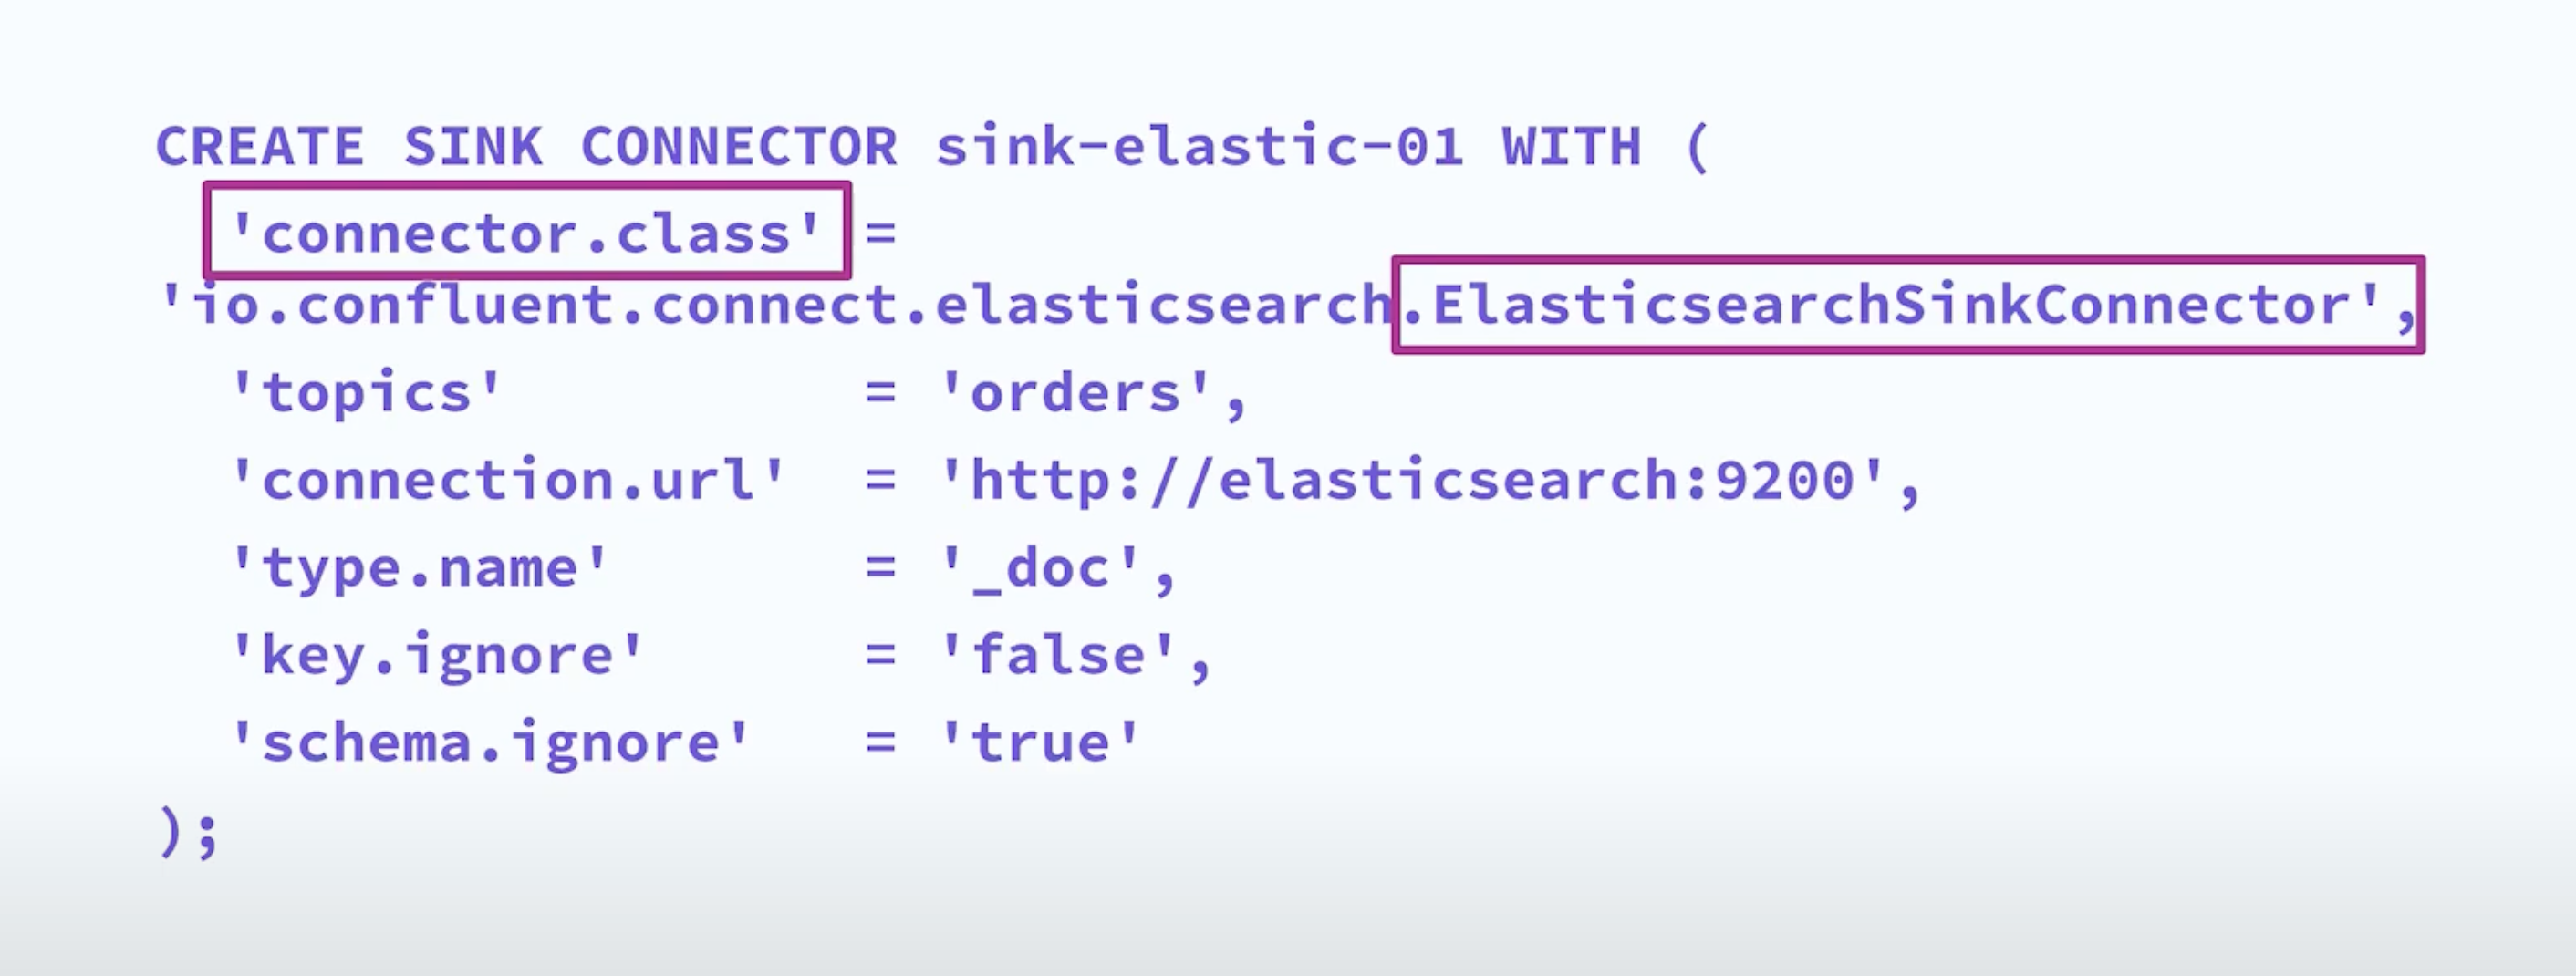 CREATE SINK CONNECTOR sink-elastic-01 WITH (
'connector.class' =
'io.confluent.connect.elasticsearch.ElasticsearchSinkConnector',
'topics' = 'orders',
'connection.url' = 'http://elasticsearch:9200',
'type.name' = '_doc',
'key.ignore' = 'false',
'schema.ignore' = 'true'
);